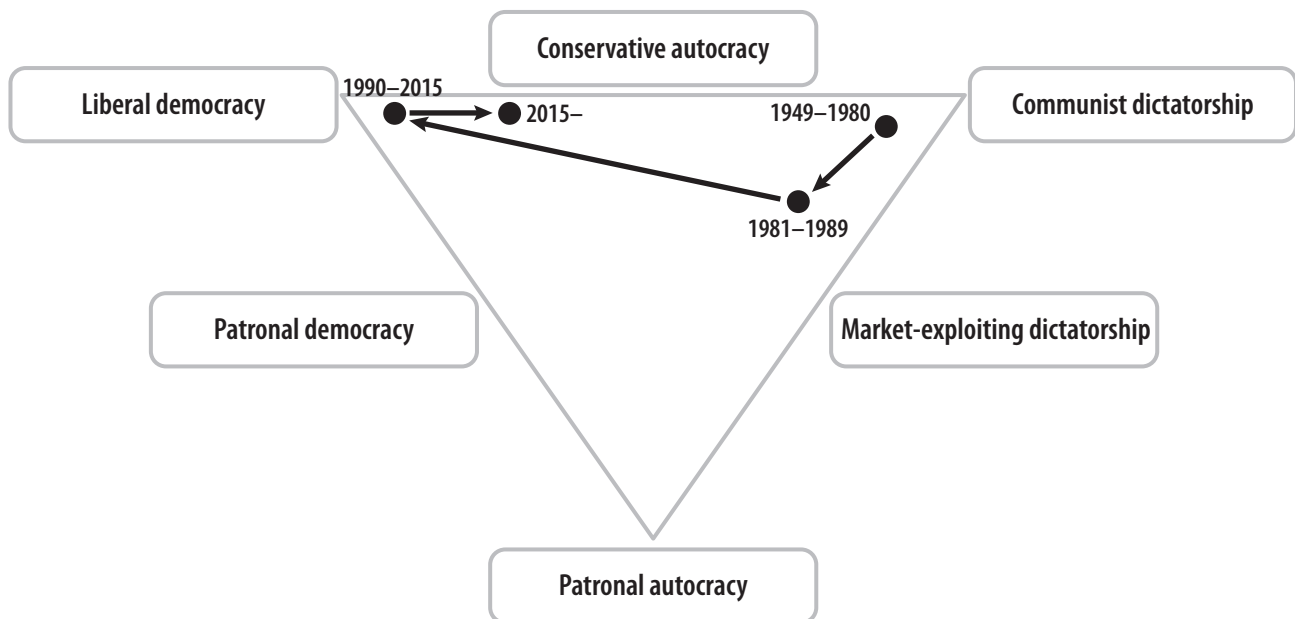 Conservative autocracy
Liberal democracy
Communist dictatorship
1990–2015
2015–
1949–1980
1981–1989
Patronal democracy
Market-exploiting dictatorship
Patronal autocracy